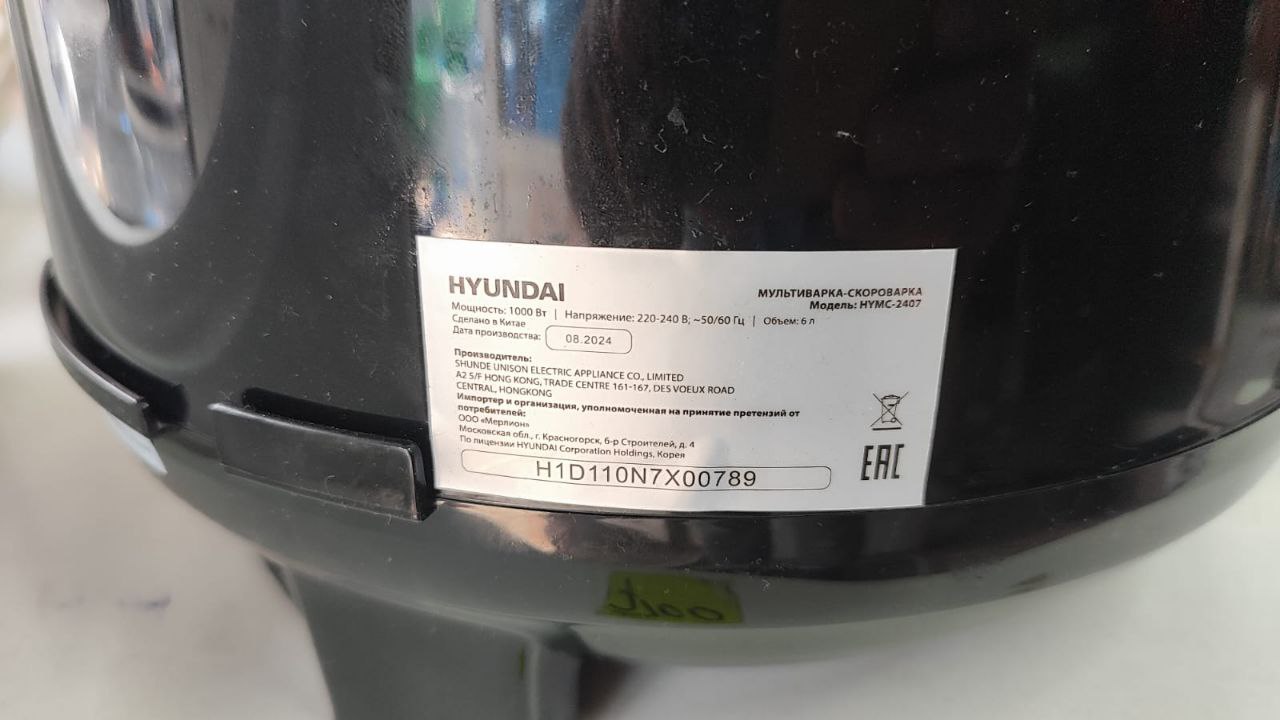 HYUNDAI
МУЛЬТИВАРКА-СКОРОВАРКА
Модель: HYMC-2407
Мощность: 1000 Вт | Напряжение: 220-240 В; ~50/60 Гц | Объем: 6 л
Сделано в Китае
Дата производства: 08.2024
Производитель:
SHUNDE UNISON ELECTRIC APPLIANCE CO., LIMITED
A2 5/F HONG KONG, TRADE CENTRE 161-167, DES VOEUX ROAD
CENTRAL, HONGKONG
Импортер и организация, уполномоченная на принятие претензий от
потребителей:
ООО «Мерлион»
Московская обл., г. Красногорск, б-р Строителей, д. 4
По лицензии HYUNDAI Corporation Holdings, Корея
H1D110N7X00789
EAC